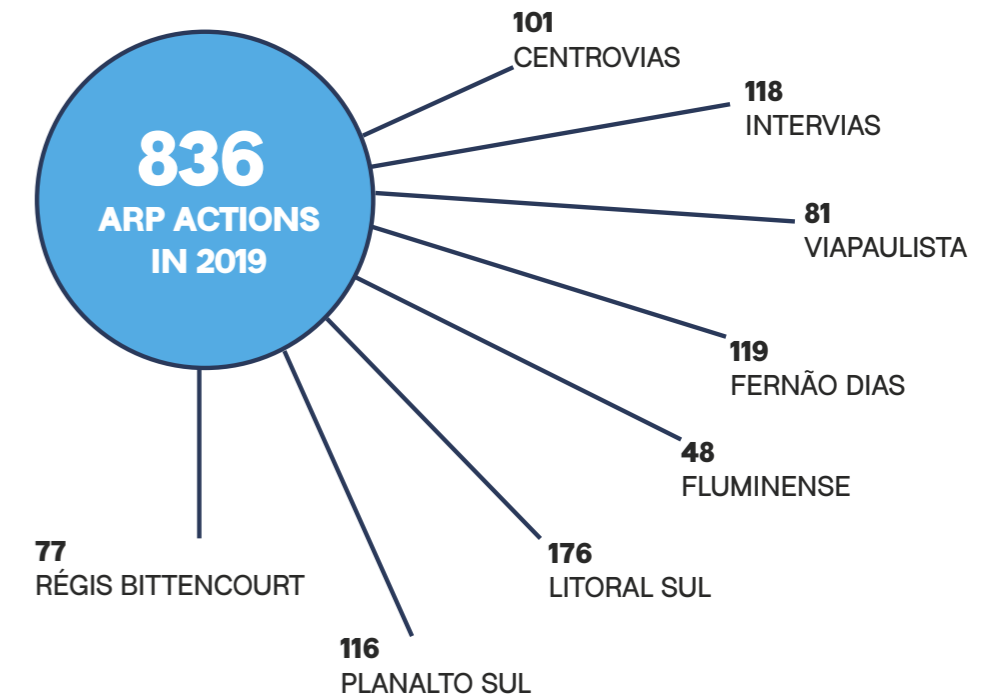 836
ARP ACTIONS
IN 2019
101
CENTROVIAS
118
INTERVIAS
81
VIAPAULISTA
119
FERNÃO DIAS
48
FLUMINENSE
176
LITORAL SUL
116
PLANALTO SUL
77
RÉGIS BITTENCOURT